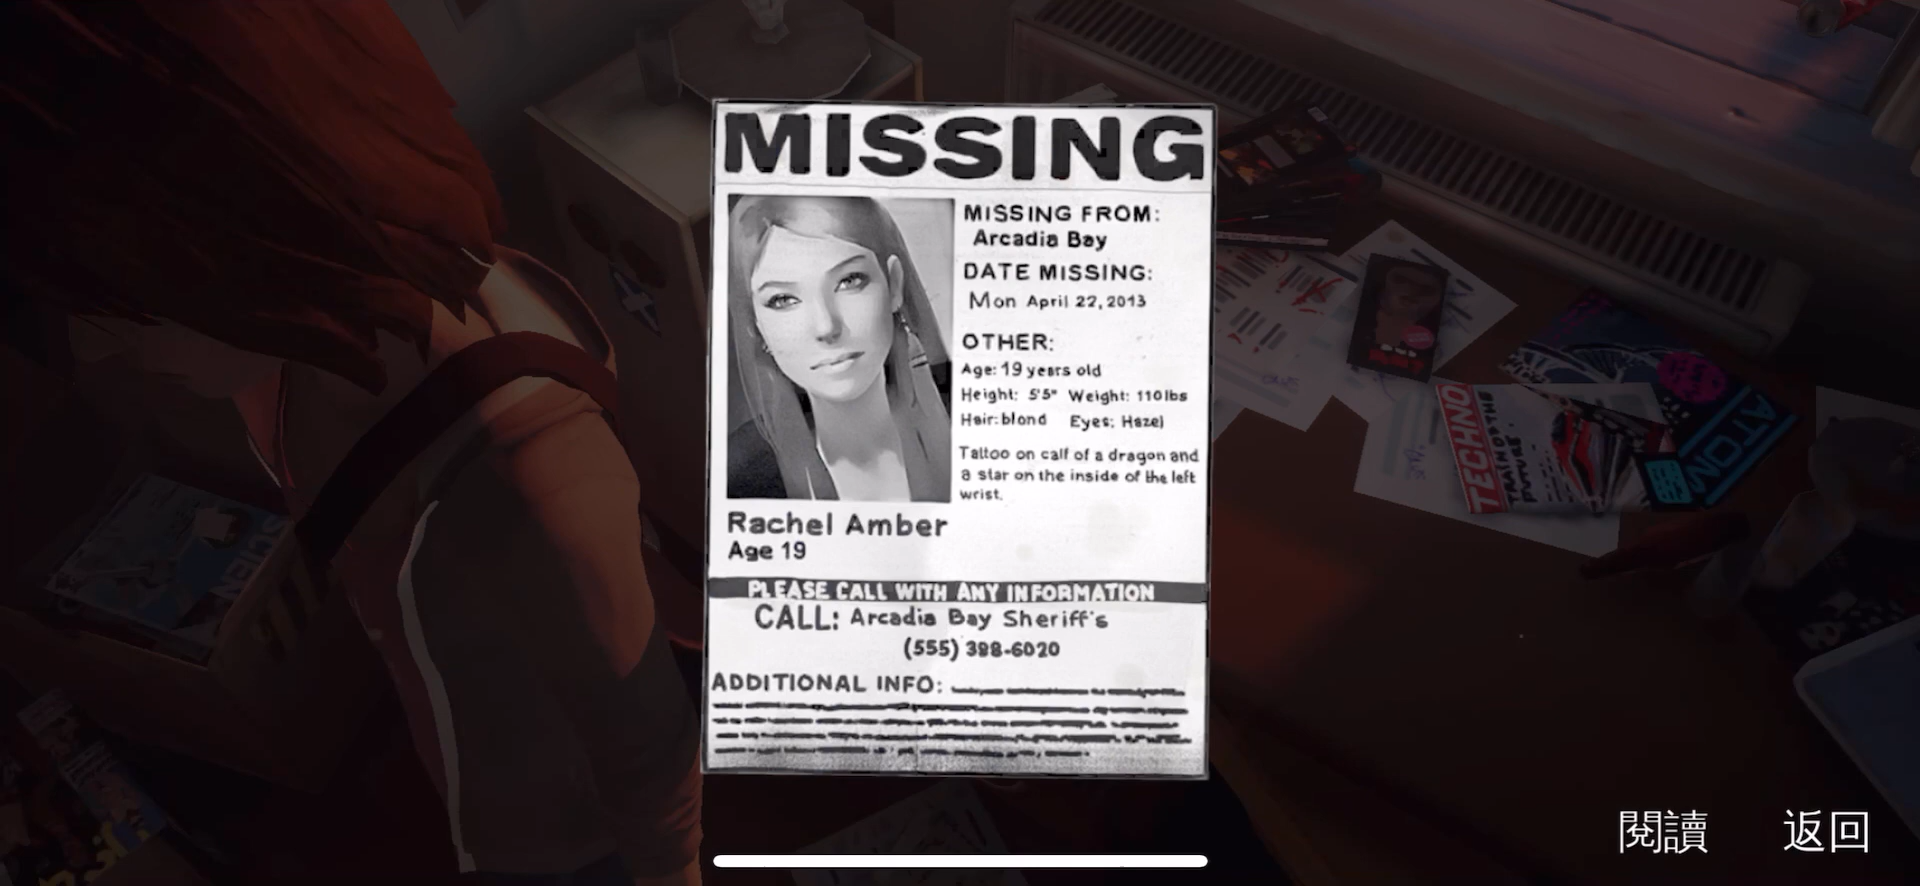 MISSING
MISSING FROM:
Arcadia Bay
DATE MISSING:
Mon April 22, 2013
OTHER:
Age: 19 years old
Height: 5'5" Weight: 110lbs
Hair: blond Eyes: Hazel
Tattoo on calf of a dragon and
a star on the inside of the left
wrist.
Rachel Amber
Age 19
PLEASE CALL WITH ANY INFORMATION
CALL: Arcadia Bay Sheriff's
(555) 398-6020
ADDITIONAL INFO:
TECHNO
ATOM
閱讀 返回